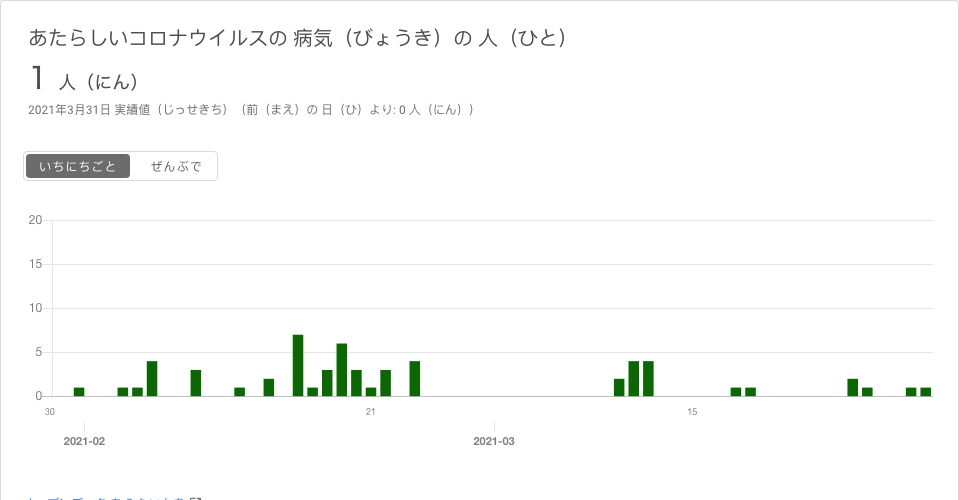 あたらしいコロナウイルスの 病気（びょうき）の 人（ひと）
1 人（にん）
2021年3月31日 実績値（じっせきち）（前（まえ）の 日（ひ）より: 0 人（にん））
いちにちごと ぜんぶで
20
15
10
5
0
30 21 15
2021-02 2021-03